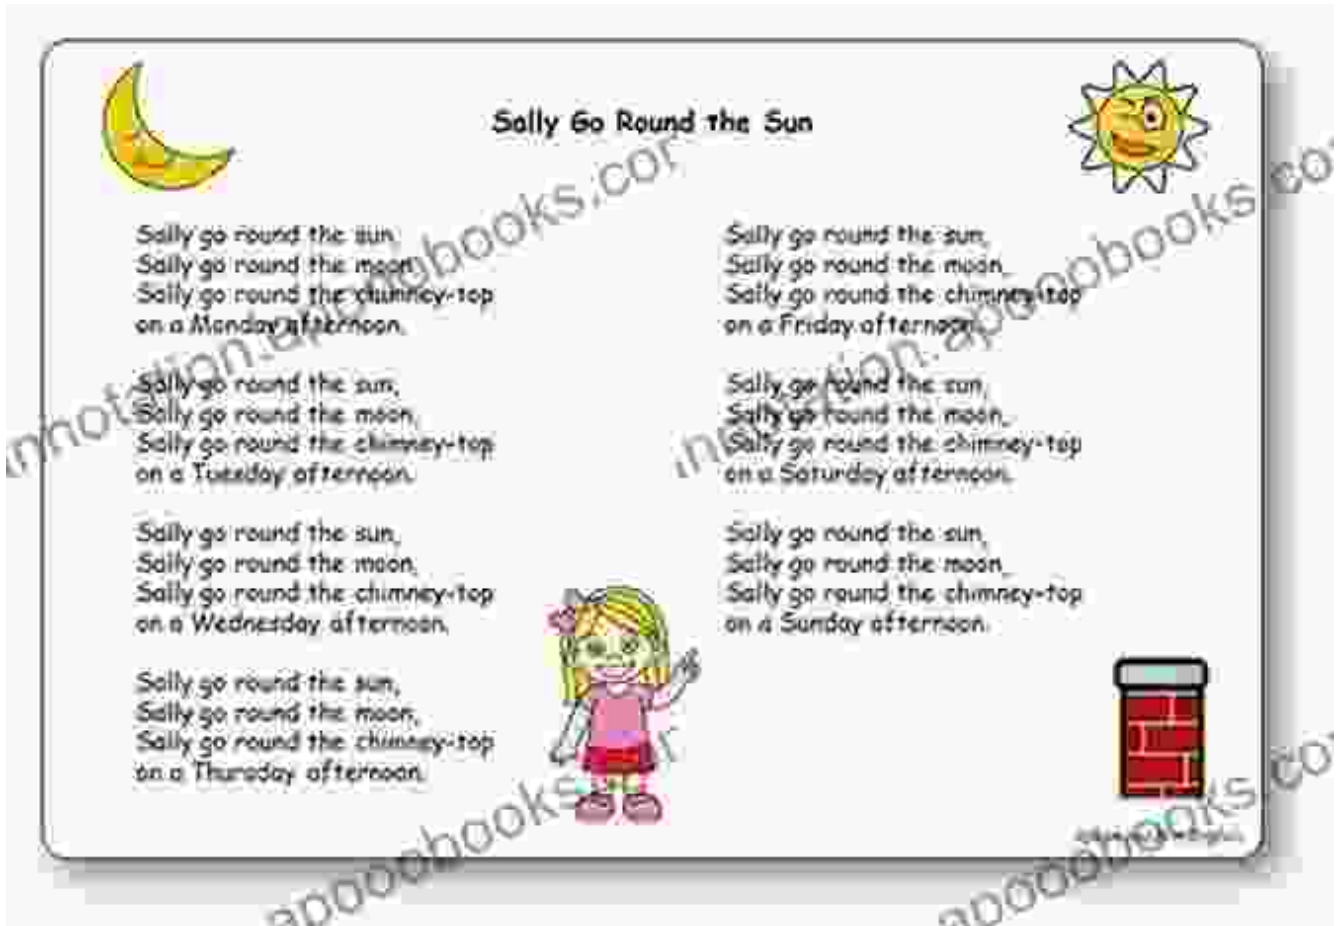 Sally Go Round the Sun
Sally go round the sun,
Sally go round the moon,
Sally go round the chimney-top
on a Monday afternoon.
Sally go round the sun,
Sally go round the moon,
Sally go round the chimney-top
on a Tuesday afternoon.
Sally go round the sun,
Sally go round the moon,
Sally go round the chimney-top
on a Wednesday afternoon.
Sally go round the sun,
Sally go round the moon,
Sally go round the chimney-top
on a Thursday afternoon.
Sally go round the sun,
Sally go round the moon,
Sally go round the chimney-top
on a Friday afternoon.
Sally go round the sun,
Sally go round the moon,
Sally go round the chimney-top
on a Saturday afternoon.
Sally go round the sun,
Sally go round the moon,
Sally go round the chimney-top
on a Sunday afternoon.